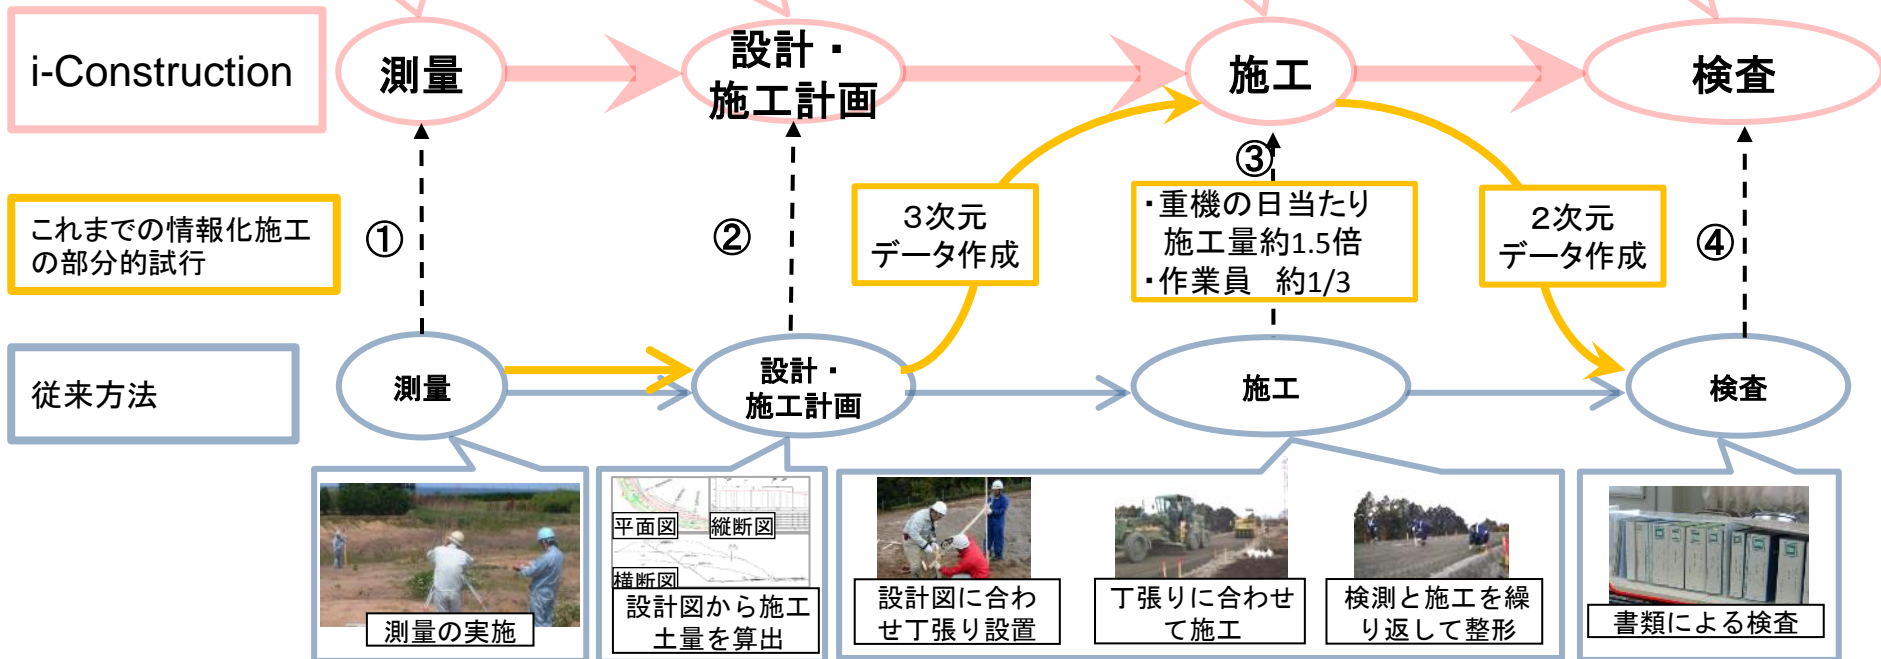 i-Construction
測量
設計・
施工計画
施工
検査
これまでの情報化施工
の部分的試行
①
②
3次元
データ作成
③
・重機の日当たり
施工量約1.5倍
・作業員 約1/3
2次元
データ作成
④
従来方法
測量
設計・
施工計画
施工
検査
測量の実施
平面図
縦断図
横断図
設計図から施工
土量を算出
設計図に合わ
せ丁張り設置
丁張りに合わせ
て施工
検測と施工を繰
り返して整形
書類による検査